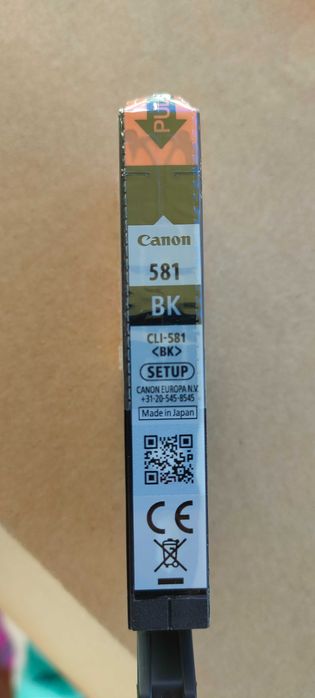 PULL
Canon
581
BK
CLI-581
<BK>
SETUP
CANON EUROPA N.V.
+31-20-545-8545
Made in Japan
CE